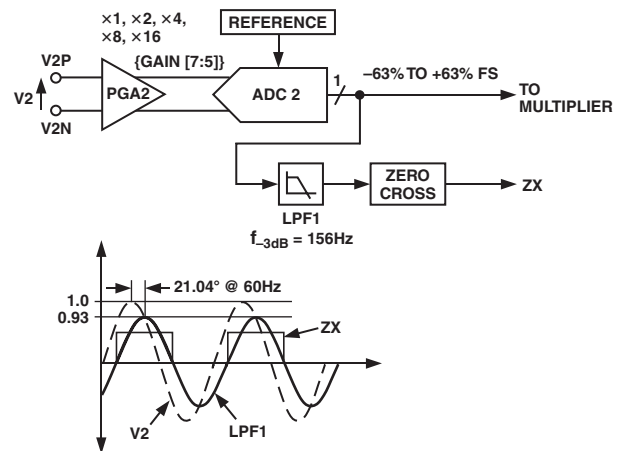 ×1, ×2, ×4,
×8, ×16
REFERENCE
V2P
{GAIN [7:5]}
V2
PGA2
ADC 2
1
–63% TO +63% FS
TO
MULTIPLIER
V2N
LPF1
f–3dB = 156Hz
ZERO
CROSS
ZX
21.04° @ 60Hz
1.0
0.93
ZX
V2
LPF1